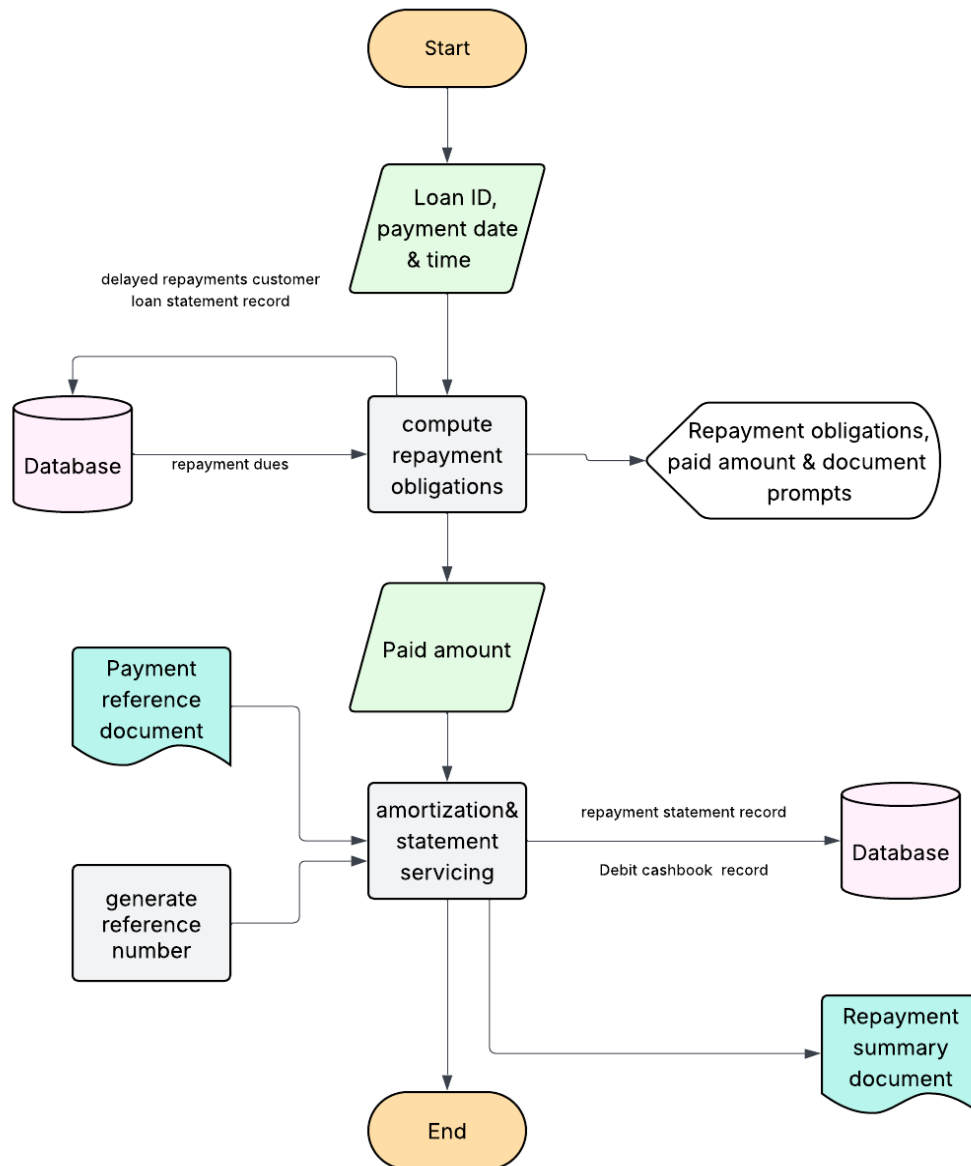 Start
Loan ID,
payment date
& time
delayed repayments customer
loan statement record
Database
repayment dues
compute
repayment
obligations
Repayment obligations,
paid amount & document
prompts
Paid amount
Payment
reference
document
amortization&
statement
servicing
repayment statement record
Debit cashbook record
Database
generate
reference
number
Repayment
summary
document
End